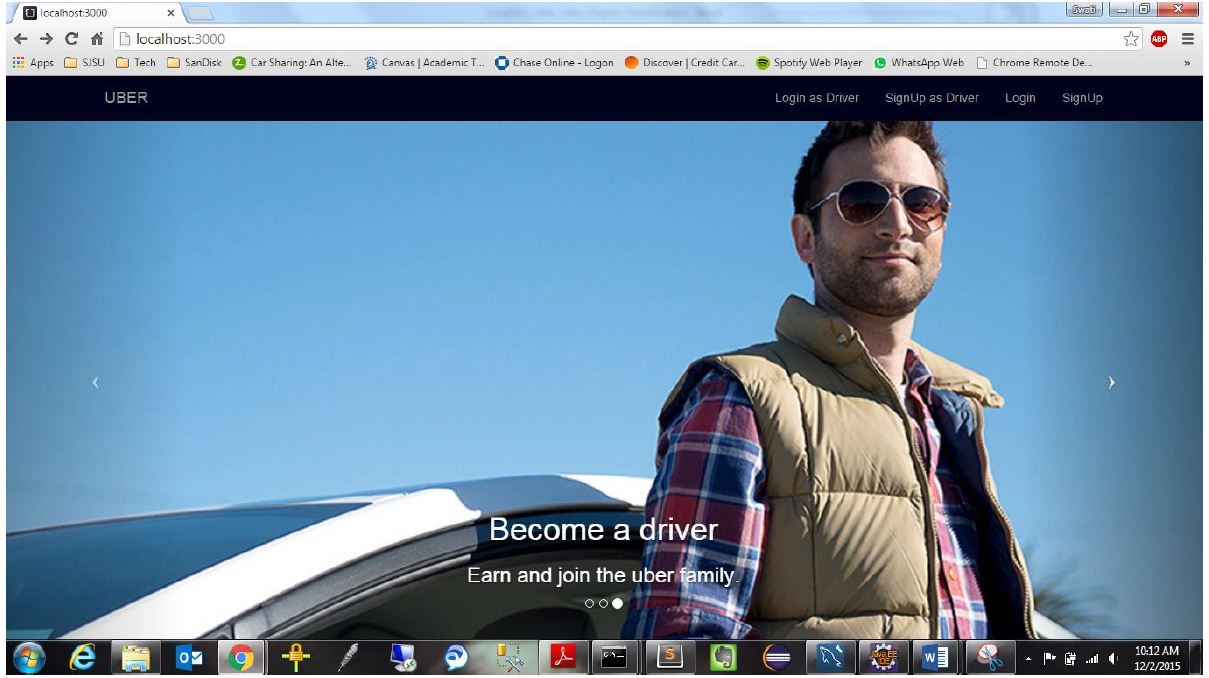 localhost:3000
Swati
localhost:3000
ABP
Apps SJSU Tech SanDisk Car Sharing: An Alte... Canvas | Academic T... Chase Online - Logon Discover | Credit Car... Spotify Web Player WhatsApp Web Chrome Remote De... »
UBER Login as Driver SignUp as Driver Login SignUp
Become a driver
Earn and join the uber family.
10:12 AM
12/2/2015